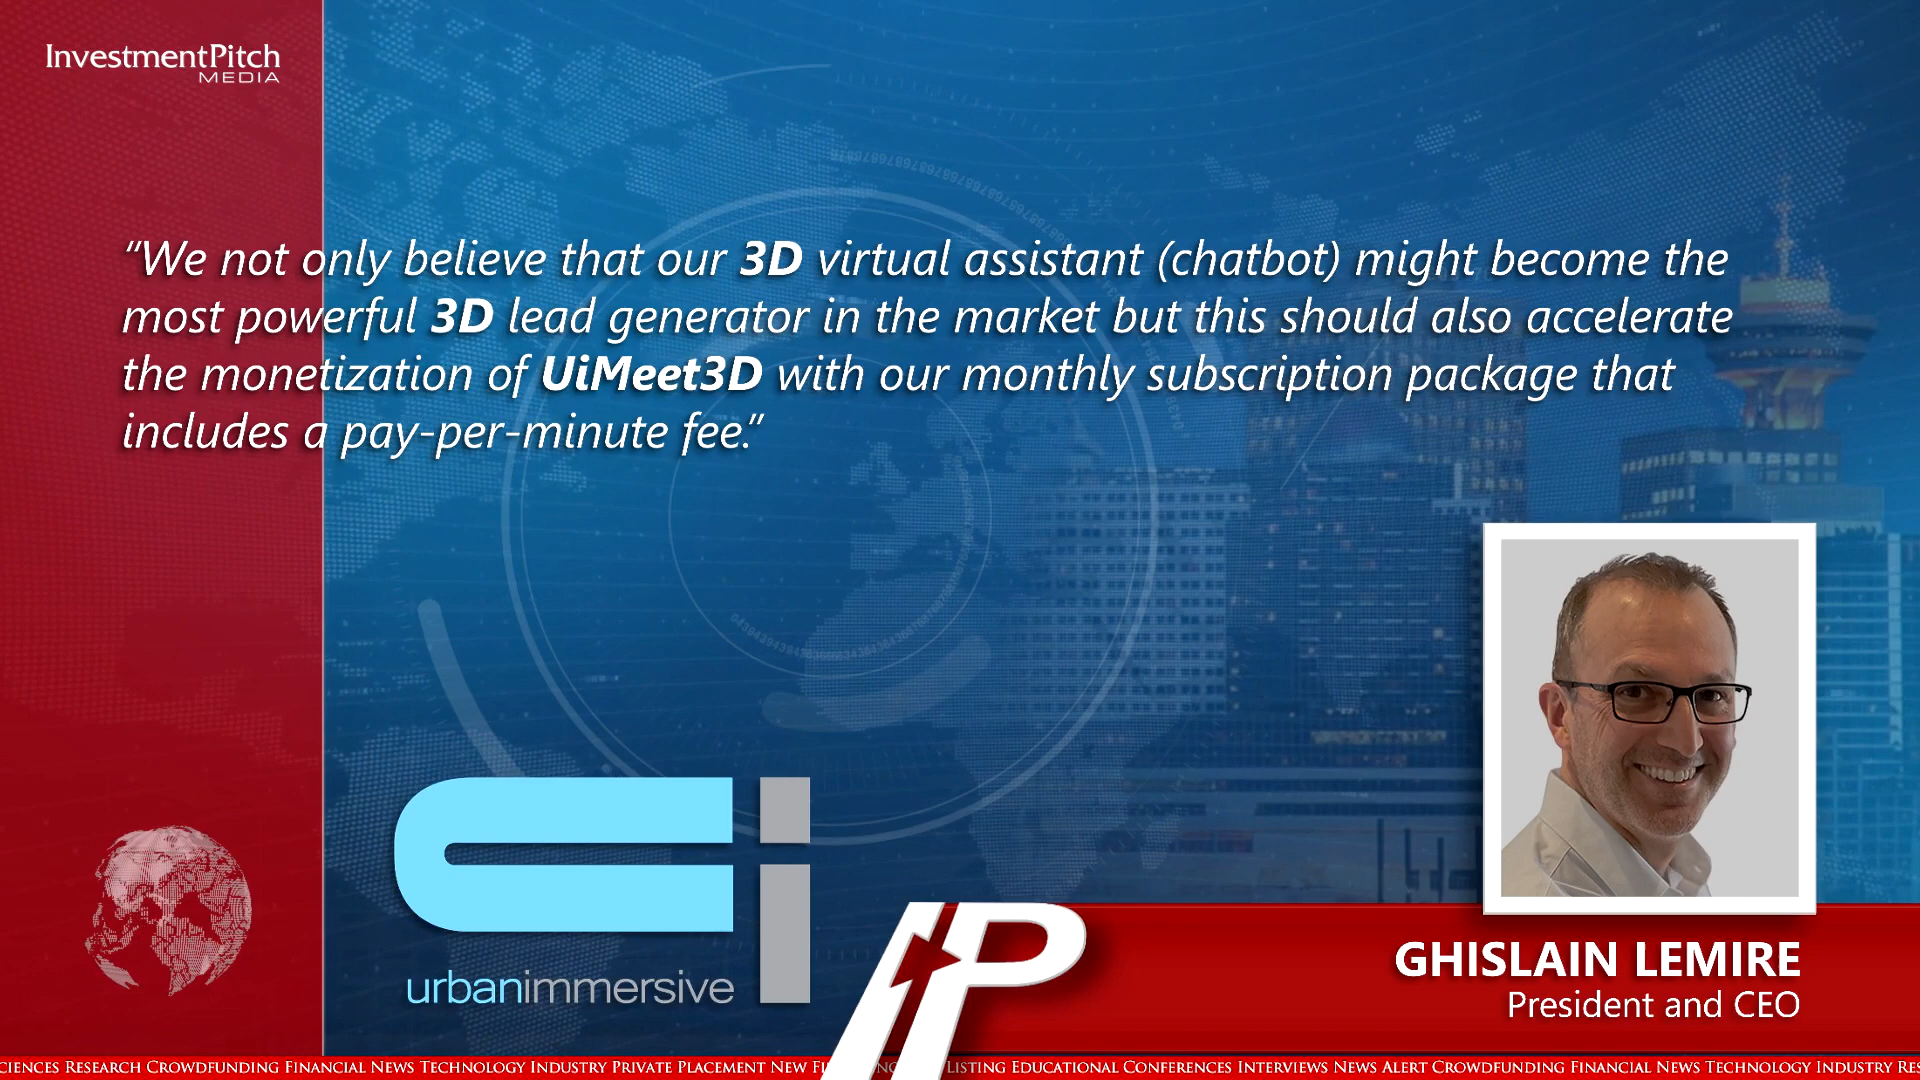 InvestmentPitch
MEDIA
“We not only believe that our 3D virtual assistant (chatbot) might become the
most powerful 3D lead generator in the market but this should also accelerate
the monetization of UiMeet3D with our monthly subscription package that
includes a pay-per-minute fee.”
urbanimmersive
IP
GHISLAIN LEMIRE
President and CEO
CIENCES RESEARCH CROWDFUNDING FINANCIAL NEWS TECHNOLOGY INDUSTRY PRIVATE PLACEMENT NEW LISTING EDUCATIONAL CONFERENCES INTERVIEWS NEWS ALERT CROWDFUNDING FINANCIAL NEWS TECHNOLOGY INDUSTRY RES